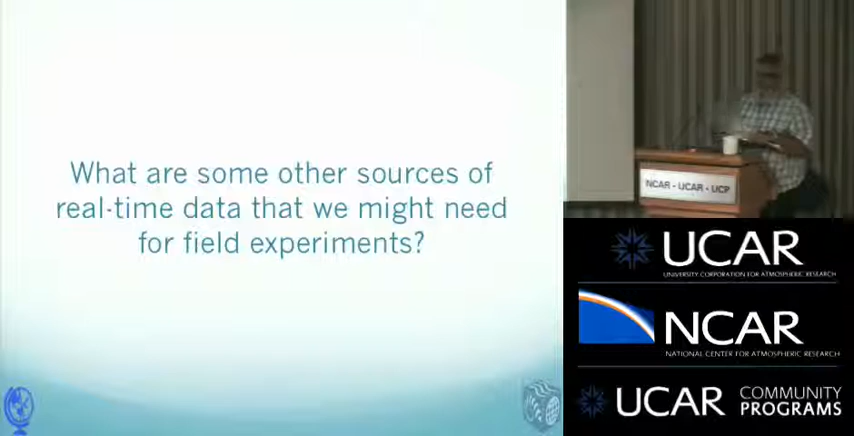 What are some other sources of
real-time data that we might need
for field experiments?
NCAR - UCAR - UCP
UCAR
UNIVERSITY CORPORATION FOR ATMOSPHERIC RESEARCH
NCAR
NATIONAL CENTER FOR ATMOSPHERIC RESEARCH
UCAR COMMUNITY
PROGRAMS